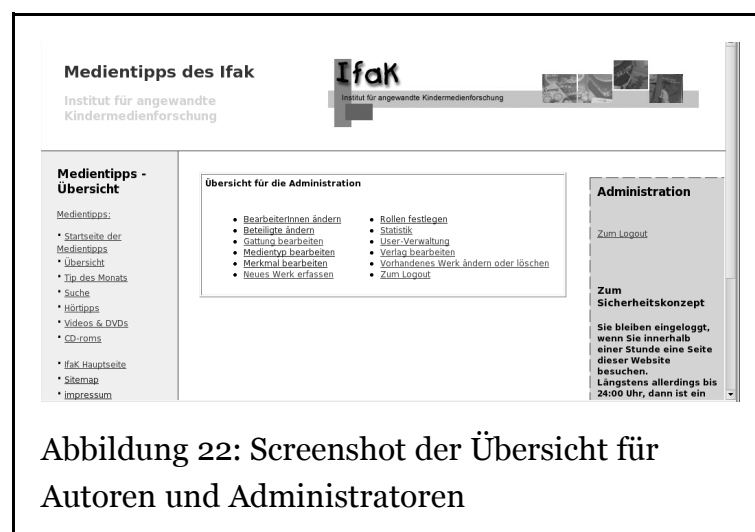 Medientipps des Ifak
Institut für angewandte
Kindermedienforschung
IfaK
Institut für angewandte Kindermedienforschung
Medientipps -
Übersicht
Medientipps:
• Startseite der
Medientipps
• Übersicht
• Tip des Monats
• Suche
• Hörtipps
• Videos & DVDs
• CD-roms
• IfaK Hauptseite
• Sitemap
• impressum
Übersicht für die Administration
• BearbeiterInnen ändern
• Beteiligte ändern
• Gattung bearbeiten
• Medientyp bearbeiten
• Merkmal bearbeiten
• Neues Werk erfassen
• Rollen festlegen
• Statistik
• User-Verwaltung
• Verlag bearbeiten
• Vorhandenes Werk ändern oder löschen
• Zum Logout
Administration
Zum Logout
Zum
Sicherheitskonzept
Sie bleiben eingeloggt,
wenn Sie innerhalb
einer Stunde eine Seite
dieser Website
besuchen.
Längstens allerdings bis
24:00 Uhr, dann ist ein
Abbildung 22: Screenshot der Übersicht für
Autoren und Administratoren